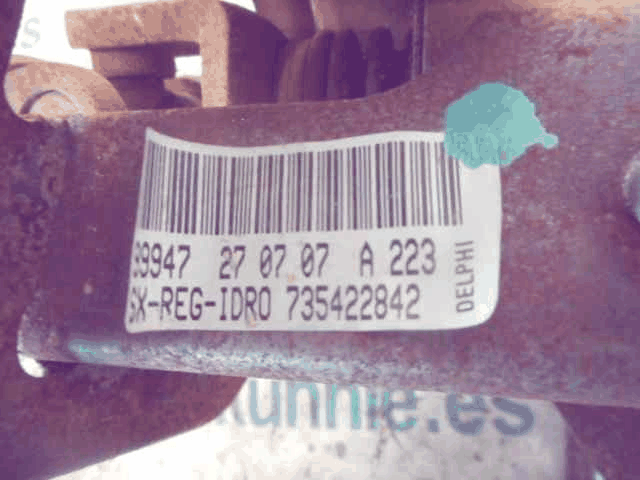 99947 27 07 07 A 223
SX-REG-IDRO 735422842
DELPHI